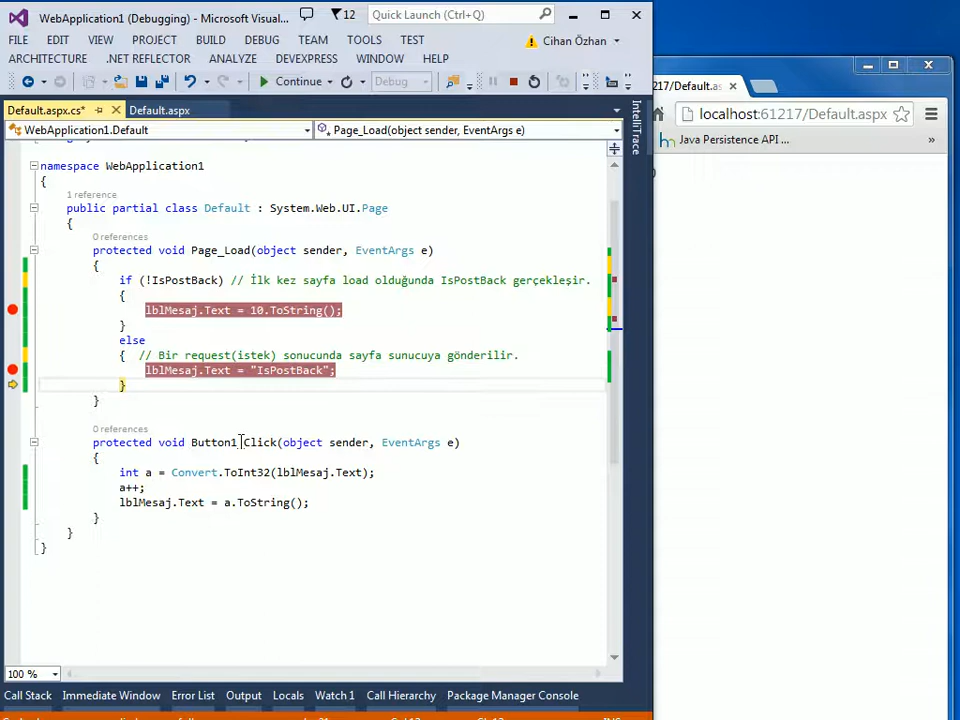 WebApplication1 (Debugging) - Microsoft Visual...
12
Quick Launch (Ctrl+Q)
FILE EDIT VIEW PROJECT BUILD DEBUG TEAM TOOLS TEST
Cihan Özhan
ARCHITECTURE .NET REFLECTOR ANALYZE DEVEXPRESS WINDOW HELP
Continue
Debug
Default.aspx.cs*
Default.aspx
WebApplication1.Default
Page_Load(object sender, EventArgs e)
IntelliTrace
namespace WebApplication1
{
1 reference
public partial class Default : System.Web.UI.Page
{
0 references
protected void Page_Load(object sender, EventArgs e)
{
if (!IsPostBack) // İlk kez sayfa load olduğunda IsPostBack gerçekleşir.
{
lblMesaj.Text = 10.ToString();
}
else
{ // Bir request(istek) sonucunda sayfa sunucuya gönderilir.
lblMesaj.Text = "IsPostBack";
}
}
0 references
protected void Button1_Click(object sender, EventArgs e)
{
int a = Convert.ToInt32(lblMesaj.Text);
a++;
lblMesaj.Text = a.ToString();
}
}
}
100 %
Call Stack Immediate Window Error List Output Locals Watch 1 Call Hierarchy Package Manager Console
17/Default.as
localhost:61217/Default.aspx
Java Persistence API ...
»